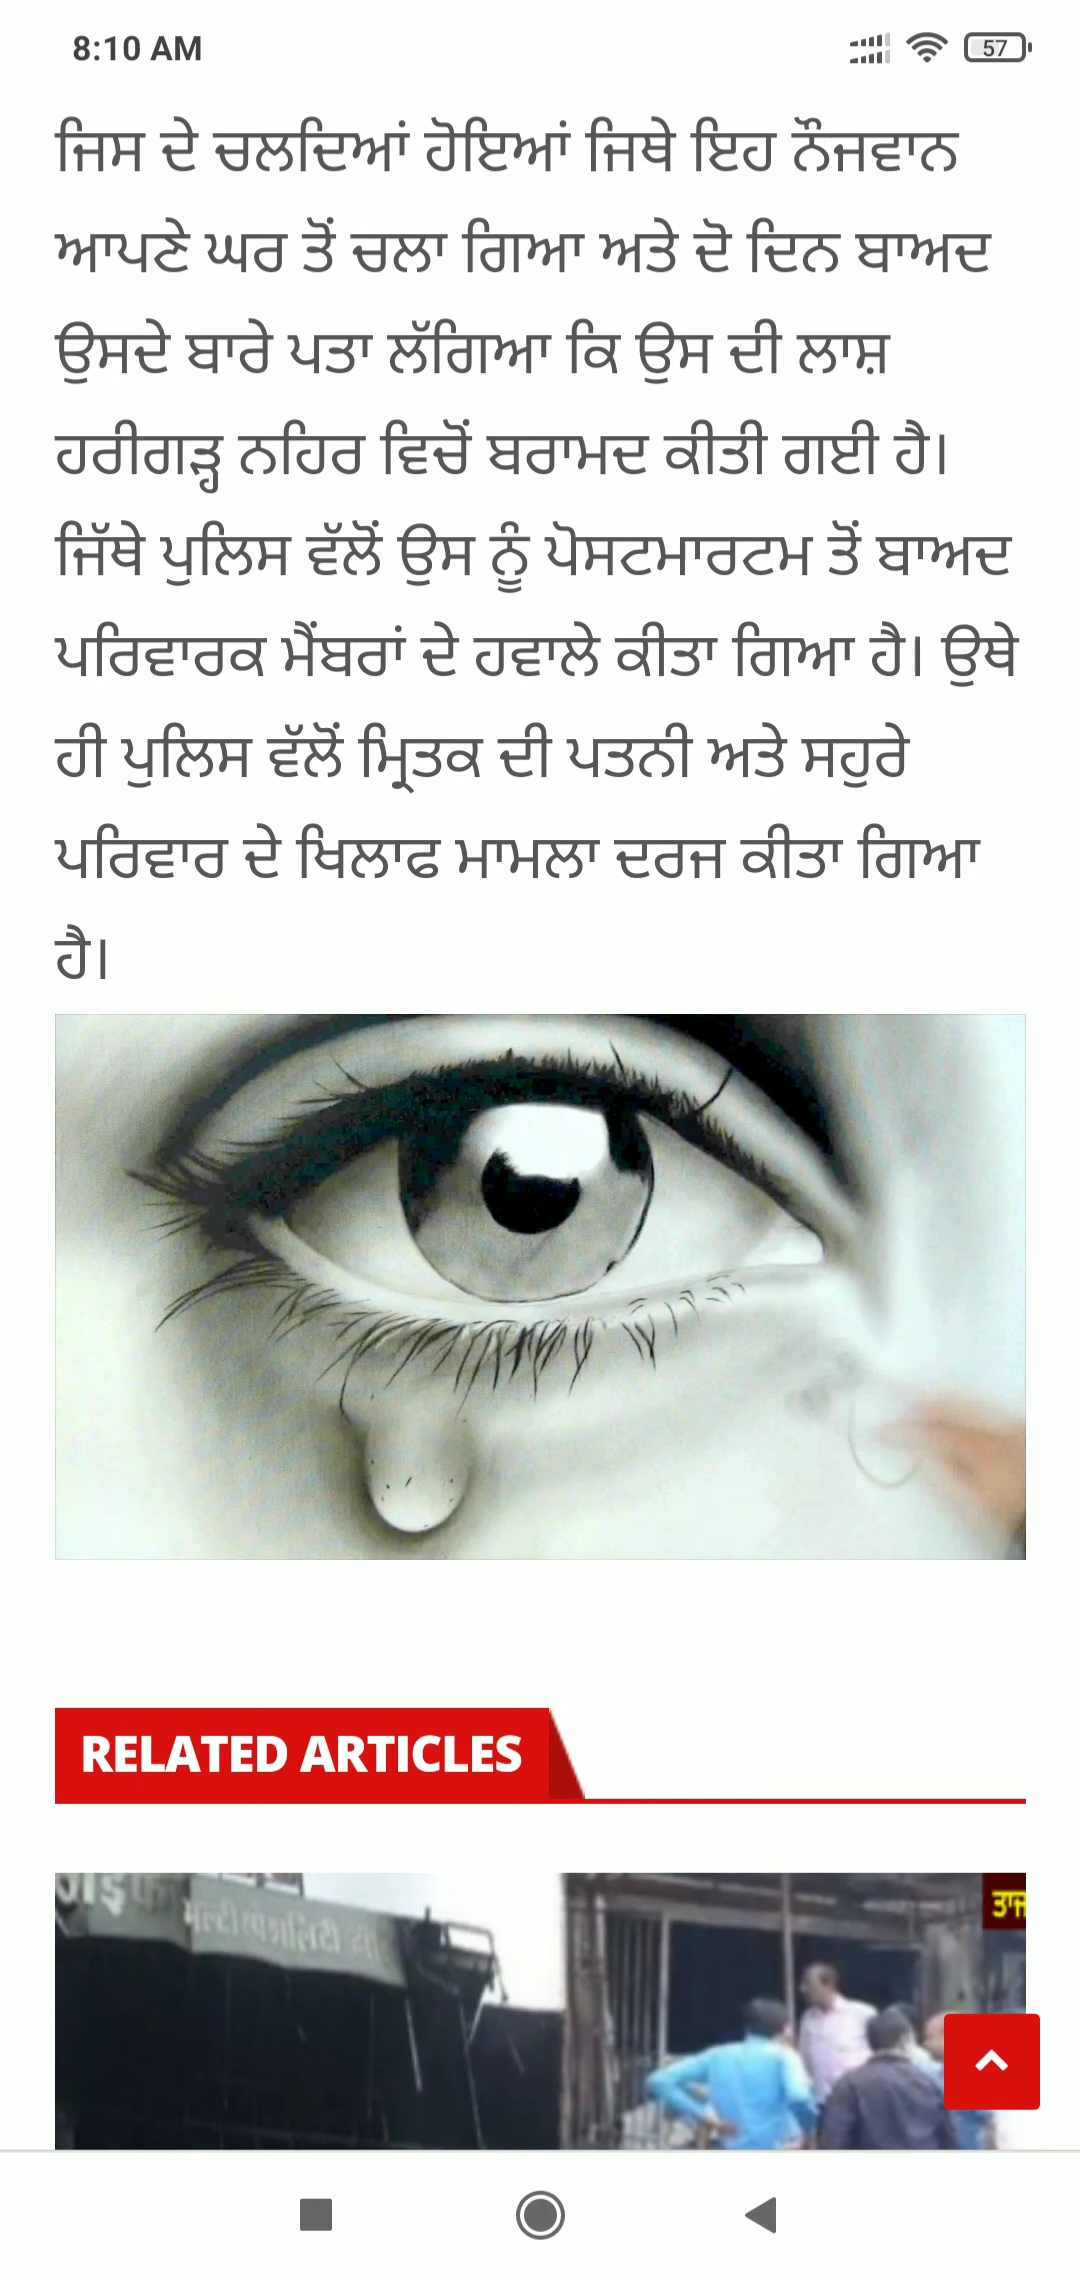 8:10 AM
57
ਜਿਸ ਦੇ ਚਲਦਿਆਂ ਹੋਇਆਂ ਜਿਥੇ ਇਹ ਨੌਜਵਾਨ
ਆਪਣੇ ਘਰ ਤੋਂ ਚਲਾ ਗਿਆ ਅਤੇ ਦੋ ਦਿਨ ਬਾਅਦ
ਉਸਦੇ ਬਾਰੇ ਪਤਾ ਲੱਗਿਆ ਕਿ ਉਸ ਦੀ ਲਾਸ਼
ਹਰੀਗੜ੍ਹ ਨਹਿਰ ਵਿਚੋਂ ਬਰਾਮਦ ਕੀਤੀ ਗਈ ਹੈ।
ਜਿੱਥੇ ਪੁਲਿਸ ਵੱਲੋਂ ਉਸ ਨੂੰ ਪੋਸਟਮਾਰਟਮ ਤੋਂ ਬਾਅਦ
ਪਰਿਵਾਰਕ ਮੈਂਬਰਾਂ ਦੇ ਹਵਾਲੇ ਕੀਤਾ ਗਿਆ ਹੈ। ਉਥੇ
ਹੀ ਪੁਲਿਸ ਵੱਲੋਂ ਮ੍ਰਿਤਕ ਦੀ ਪਤਨੀ ਅਤੇ ਸਹੁਰੇ
ਪਰਿਵਾਰ ਦੇ ਖਿਲਾਫ ਮਾਮਲਾ ਦਰਜ ਕੀਤਾ ਗਿਆ
ਹੈ।
RELATED ARTICLES